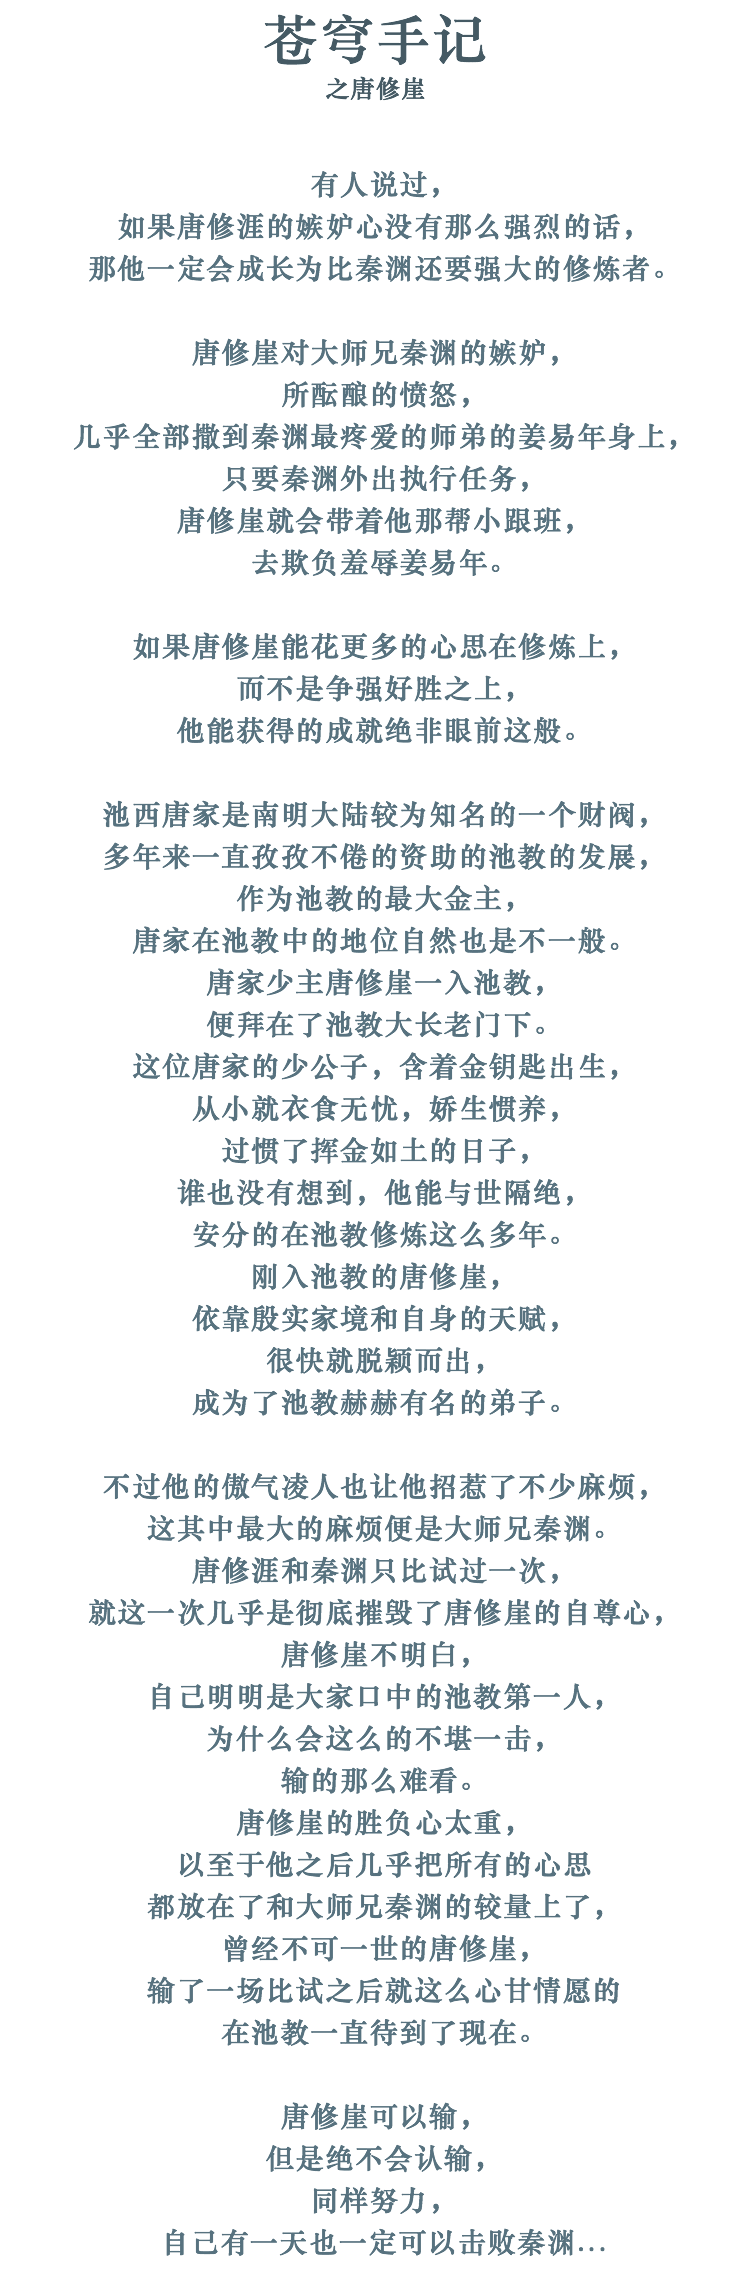 苍穹手记
之唐修崖
有人说过，
如果唐修涯的嫉妒心没有那么强烈的话，
那他一定会成长为比秦渊还要强大的修炼者。
唐修崖对大师兄秦渊的嫉妒，
所酝酿的愤怒，
几乎全部撒到秦渊最疼爱的师弟的姜易年身上，
只要秦渊外出执行任务，
唐修崖就会带着他那帮小跟班，
去欺负羞辱姜易年。
如果唐修崖能花更多的心思在修炼上，
而不是争强好胜之上，
他能获得的成就绝非眼前这般。
池西唐家是南明大陆较为知名的一个财阀，
多年来一直孜孜不倦的资助的池教的发展，
作为池教的最大金主，
唐家在池教中的地位自然也是不一般。
唐家少主唐修崖一入池教，
便拜在了池教大长老门下。
这位唐家的少公子，含着金钥匙出生，
从小就衣食无忧，娇生惯养，
过惯了挥金如土的日子，
谁也没有想到，他能与世隔绝，
安分的在池教修炼这么多年。
刚入池教的唐修崖，
依靠殷实家境和自身的天赋，
很快就脱颖而出，
成为了池教赫赫有名的弟子。
不过他的傲气凌人也让他招惹了不少麻烦，
这其中最大的麻烦便是大师兄秦渊。
唐修涯和秦渊只比试过一次，
就这一次几乎是彻底摧毁了唐修崖的自尊心，
唐修崖不明白，
自己明明是大家口中的池教第一人，
为什么会这么的不堪一击，
输的那么难看。
唐修崖的胜负心太重，
以至于他之后几乎把所有的心思
都放在了和大师兄秦渊的较量上了，
曾经不可一世的唐修崖，
输了一场比试之后就这么心甘情愿的
在池教一直待到了现在。
唐修崖可以输，
但是绝不会认输，
同样努力，
自己有一天也一定可以击败秦渊...